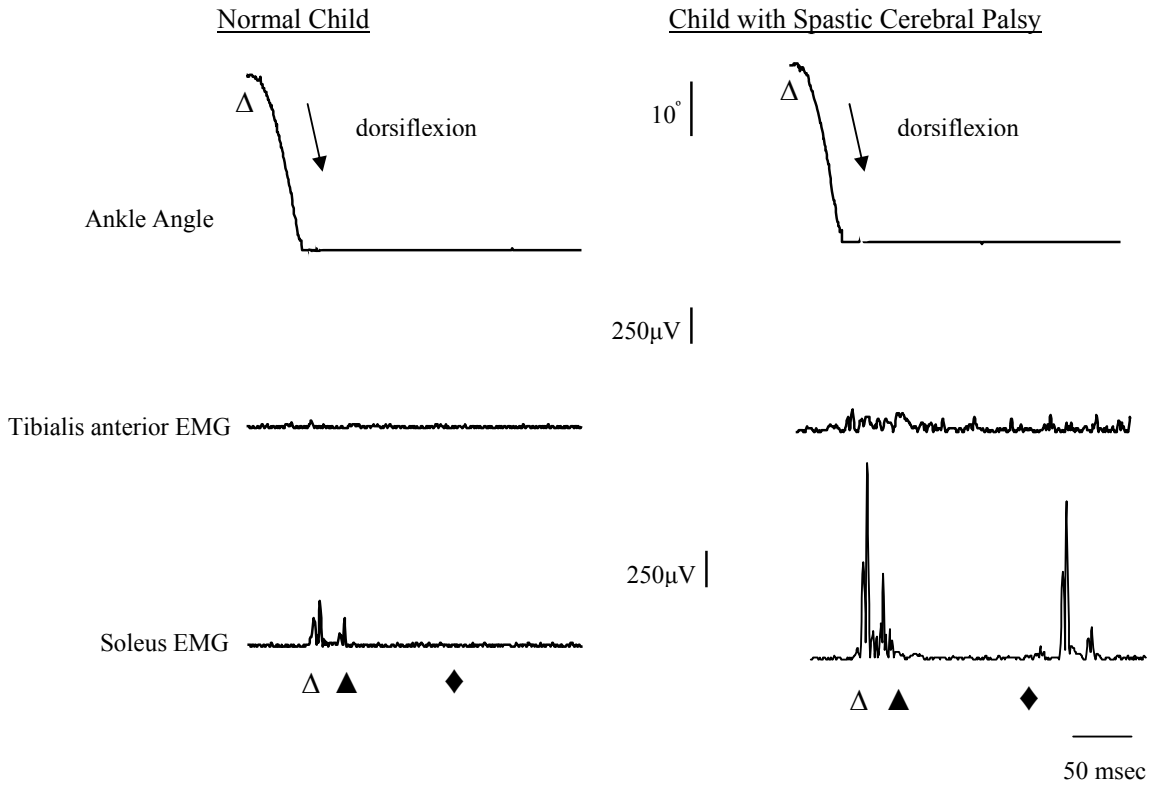 Normal Child
Child with Spastic Cerebral Palsy
Δ
dorsiflexion
10°
Δ
dorsiflexion
Ankle Angle
250μV
Tibialis anterior EMG
250μV
Soleus EMG
Δ ▲ ♦
Δ ▲ ♦
50 msec